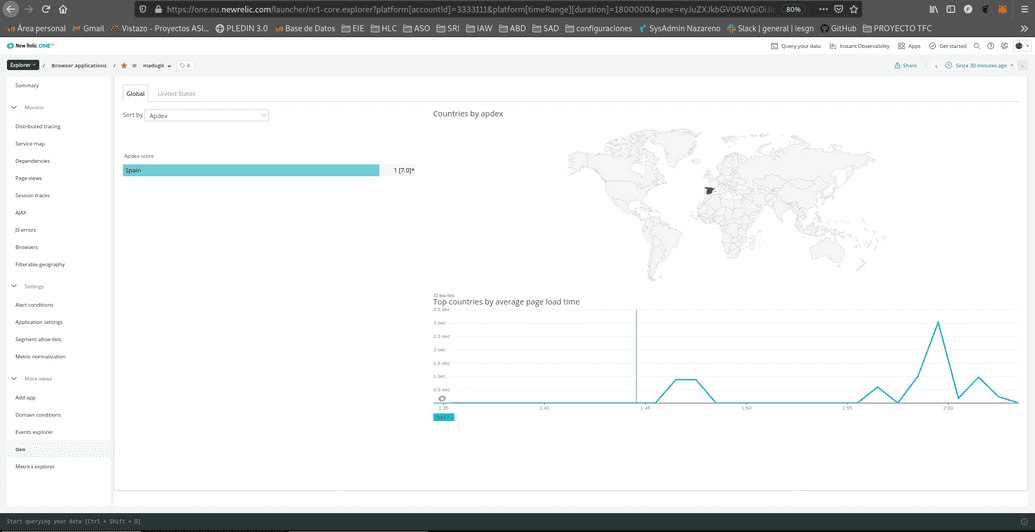 https://one.eu.newrelic.com/launcher/nr1-core.explorer?platform[accountId]=3333111&platform[timeRange][duration]=1800000&pane=eyJuZXJkbGV0SWQiOiJi
80%
Área personal Gmail Vistazo - Proyectos ASI... PLEDIN 3.0 Base de Datos EIE HLC ASO SRI IAW ABD SAD configuraciones SysAdmin Nazareno Slack | general | iesgn GitHub PROYECTO TFC
New Relic ONE™ Query your data Instant Observability Apps Get started
Explorer / Browser applications / madugit 4 Share Since 30 minutes ago
Summary
Monitor
Distributed tracing
Service map
Dependencies
Page views
Session traces
AJAX
JS errors
Browsers
Filterable geography
Settings
Alert conditions
Application settings
Segment allow lists
Metric normalization
More views
Add app
Domain conditions
Events explorer
Geo
Metrics explorer
Global United States
Sort by Apdex
Apdex score
Spain 1 [7.0]*
Countries by apdex
New Relic
Top countries by average page load time
3.5 sec
3 sec
2.5 sec
2 sec
1.5 sec
1 sec
0.5 sec
0
1:35 1:40 1:45 1:50 1:55 2:00
Start querying your data [Ctrl + Shift + O]